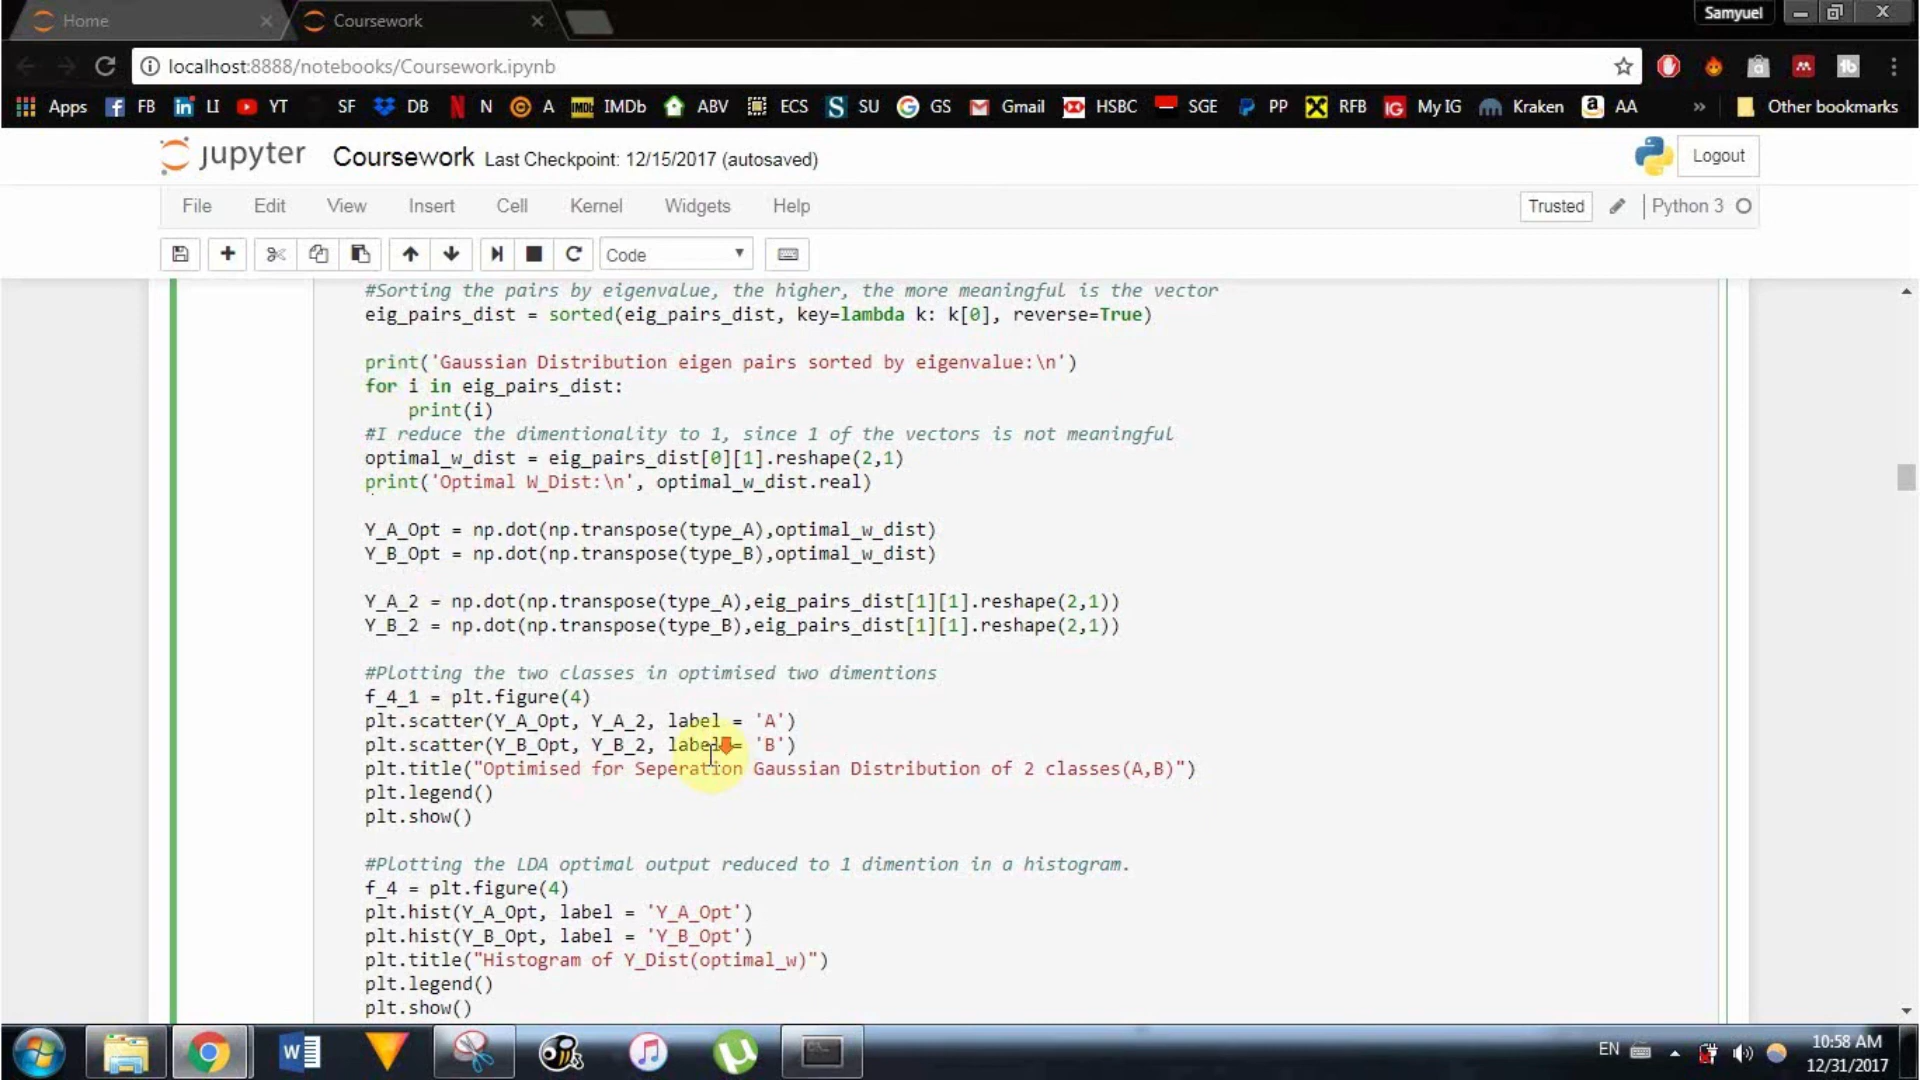 Home
Coursework
Samyuel
localhost:8888/notebooks/Coursework.ipynb
Apps FB LI YT SF DB N A IMDb ABV ECS SU GS Gmail HSBC SGE PP RFB My IG Kraken AA » Other bookmarks
jupyter Coursework Last Checkpoint: 12/15/2017 (autosaved)
Logout
File Edit View Insert Cell Kernel Widgets Help
Trusted Python 3
Code
#Sorting the pairs by eigenvalue, the higher, the more meaningful is the vector
eig_pairs_dist = sorted(eig_pairs_dist, key=lambda k: k[0], reverse=True)
print('Gaussian Distribution eigen pairs sorted by eigenvalue:\n')
for i in eig_pairs_dist:
print(i)
#I reduce the dimentionality to 1, since 1 of the vectors is not meaningful
optimal_w_dist = eig_pairs_dist[0][1].reshape(2,1)
print('Optimal W_Dist:\n', optimal_w_dist.real)
Y_A_Opt = np.dot(np.transpose(type_A),optimal_w_dist)
Y_B_Opt = np.dot(np.transpose(type_B),optimal_w_dist)
Y_A_2 = np.dot(np.transpose(type_A),eig_pairs_dist[1][1].reshape(2,1))
Y_B_2 = np.dot(np.transpose(type_B),eig_pairs_dist[1][1].reshape(2,1))
#Plotting the two classes in optimised two dimentions
f_4_1 = plt.figure(4)
plt.scatter(Y_A_Opt, Y_A_2, label = 'A')
plt.scatter(Y_B_Opt, Y_B_2, label = 'B')
plt.title("Optimised for Seperation Gaussian Distribution of 2 classes(A,B)")
plt.legend()
plt.show()
#Plotting the LDA optimal output reduced to 1 dimention in a histogram.
f_4 = plt.figure(4)
plt.hist(Y_A_Opt, label = 'Y_A_Opt')
plt.hist(Y_B_Opt, label = 'Y_B_Opt')
plt.title("Histogram of Y_Dist(optimal_w)")
plt.legend()
plt.show()
EN
10:58 AM
12/31/2017